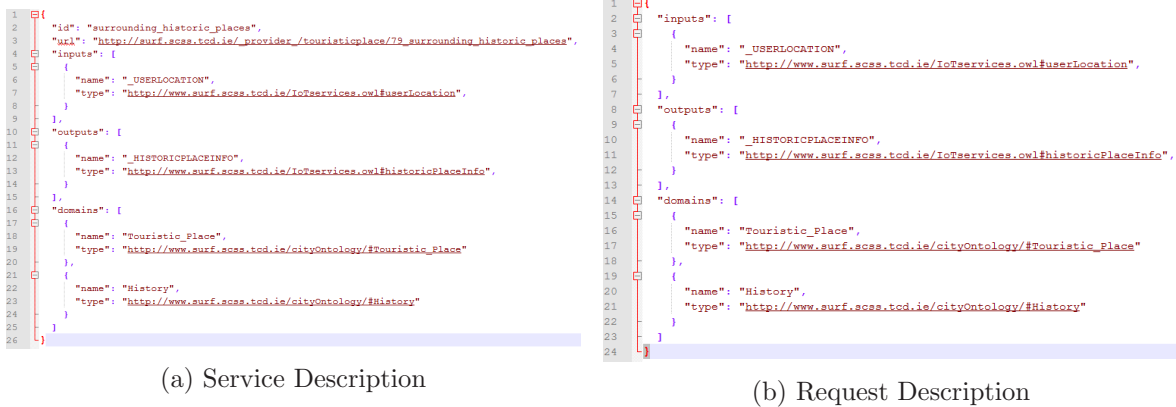 1 {
2 "id": "surrounding_historic_places",
3 "url": "http://surf.scss.tcd.ie/_provider_/touristicplace/79_surrounding_historic_places",
4 "inputs": [
5 {
6 "name": "_USERLOCATION",
7 "type": "http://www.surf.scss.tcd.ie/IoTservices.owl#userLocation",
8 }
9 ],
10 "outputs": [
11 {
12 "name": "_HISTORICPLACEINFO",
13 "type": "http://www.surf.scss.tcd.ie/IoTservices.owl#historicPlaceInfo",
14 }
15 ],
16 "domains": [
17 {
18 "name": "Touristic_Place",
19 "type": "http://www.surf.scss.tcd.ie/cityOntology/#Touristic_Place"
20 },
21 {
22 "name": "History",
23 "type": "http://www.surf.scss.tcd.ie/cityOntology/#History"
24 }
25 ]
26 }
(a) Service Description
1 {
2 "inputs": [
3 {
4 "name": "_USERLOCATION",
5 "type": "http://www.surf.scss.tcd.ie/IoTservices.owl#userLocation",
6 }
7 ],
8 "outputs": [
9 {
10 "name": "_HISTORICPLACEINFO",
11 "type": "http://www.surf.scss.tcd.ie/IoTservices.owl#historicPlaceInfo",
12 }
13 ],
14 "domains": [
15 {
16 "name": "Touristic_Place",
17 "type": "http://www.surf.scss.tcd.ie/cityOntology/#Touristic_Place"
18 },
19 {
20 "name": "History",
21 "type": "http://www.surf.scss.tcd.ie/cityOntology/#History"
22 }
23 ]
24 }
(b) Request Description